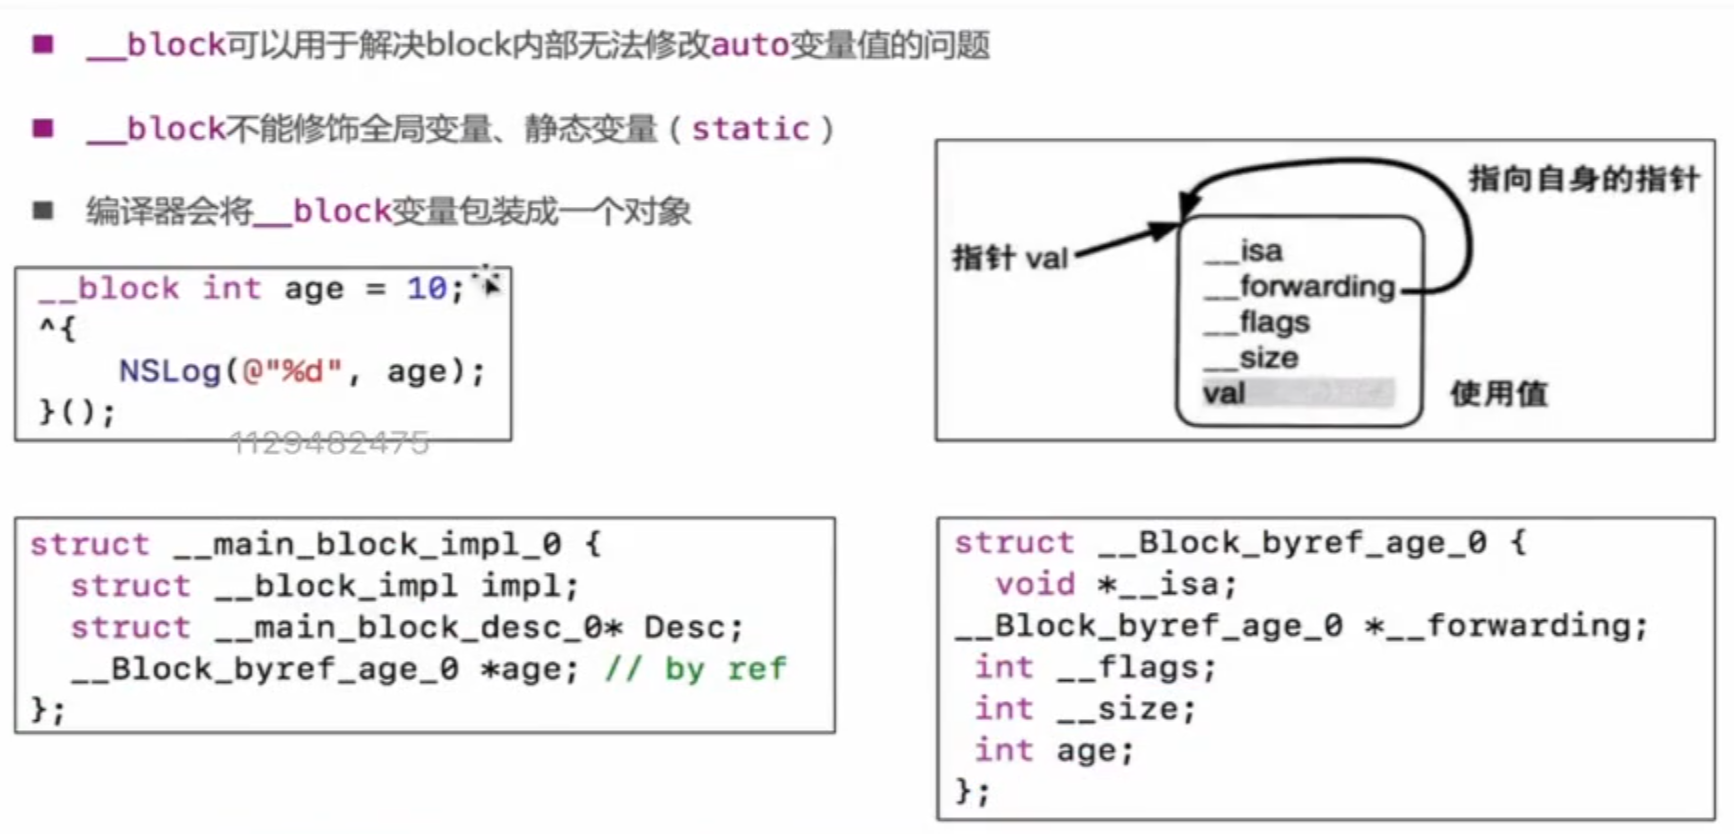 __block可以用于解决block内部无法修改auto变量值的问题
__block不能修饰全局变量、静态变量（static）
编译器会将__block变量包装成一个对象
__block int age = 10;
^{
    NSLog(@"%d", age);
}();
1129482475
指向自身的指针
指针 val
__isa
__forwarding
__flags
__size
val
使用值
struct __main_block_impl_0 {
  struct __block_impl impl;
  struct __main_block_desc_0* Desc;
  __Block_byref_age_0 *age; // by ref
};
struct __Block_byref_age_0 {
  void *__isa;
__Block_byref_age_0 *__forwarding;
 int __flags;
 int __size;
 int age;
};